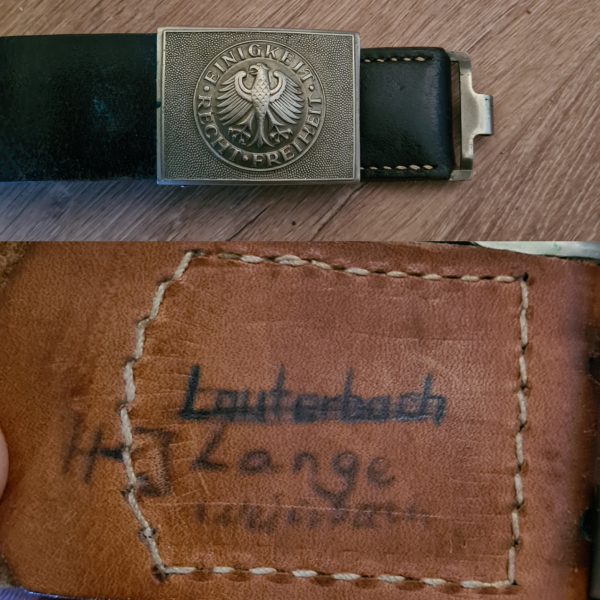 EINIGKEIT · RECHT · FREIHEIT ·
Lauterbach
H-J Lange